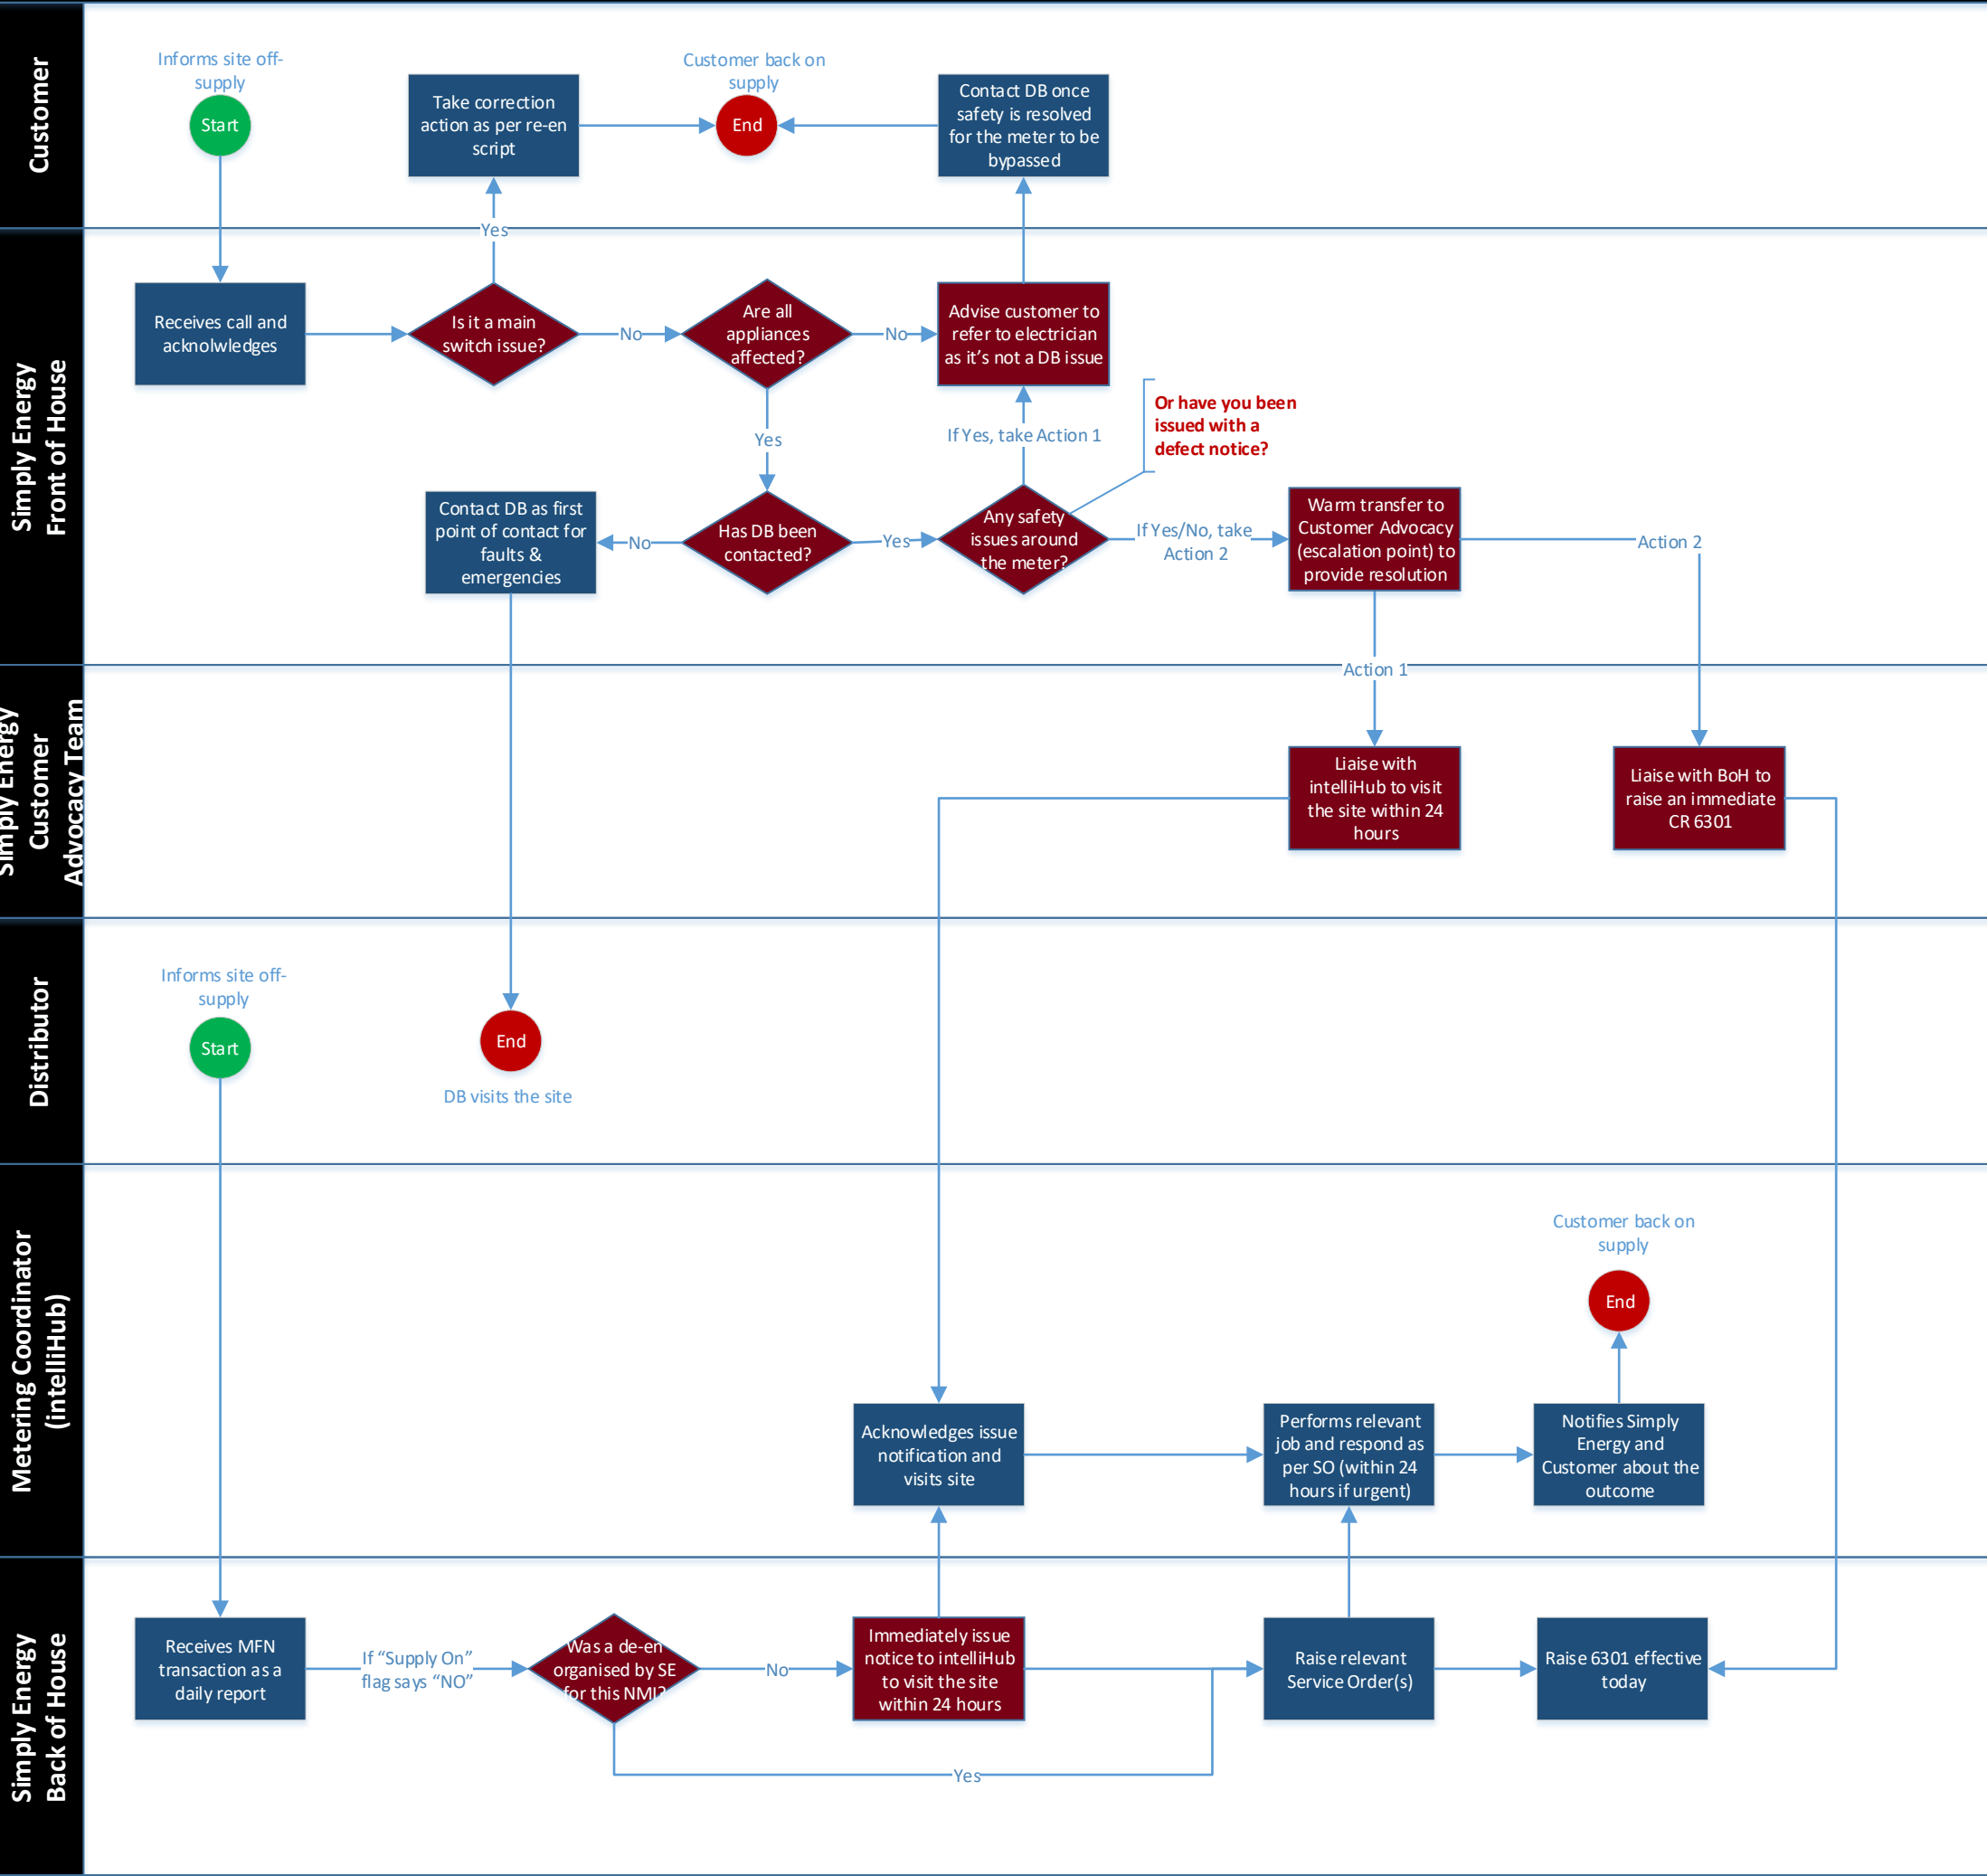 Customer
Informs site off-
supply
Start
Take correction
action as per re-en
script
Customer back on
supply
End
Contact DB once
safety is resolved
for the meter to be
bypassed
Yes
Simply Energy
Front of House
Receives call and
acknolwledges
Is it a main
switch issue?
No
Are all
appliances
affected?
No
Advise customer to
refer to electrician
as it's not a DB issue
Or have you been
issued with a
defect notice?
Yes
If Yes, take Action 1
Contact DB as first
point of contact for
faults &
emergencies
No
Has DB been
contacted?
Yes
Any safety
issues around
the meter?
If Yes/No, take
Action 2
Warm transfer to
Customer Advocacy
(escalation point) to
provide resolution
Action 2
Action 1
Simply Energy
Customer
Advocacy Team
Liaise with
intelliHub to visit
the site within 24
hours
Liaise with BoH to
raise an immediate
CR 6301
Distributor
Informs site off-
supply
Start
End
DB visits the site
Metering Coordinator
(intelliHub)
Customer back on
supply
End
Acknowledges issue
notification and
visits site
Performs relevant
job and respond as
per SO (within 24
hours if urgent)
Notifies Simply
Energy and
Customer about the
outcome
Simply Energy
Back of House
Receives MFN
transaction as a
daily report
If “Supply On”
flag says “NO”
Was a de-en
organised by SE
for this NMI?
No
Immediately issue
notice to intelliHub
to visit the site
within 24 hours
Raise relevant
Service Order(s)
Raise 6301 effective
today
Yes